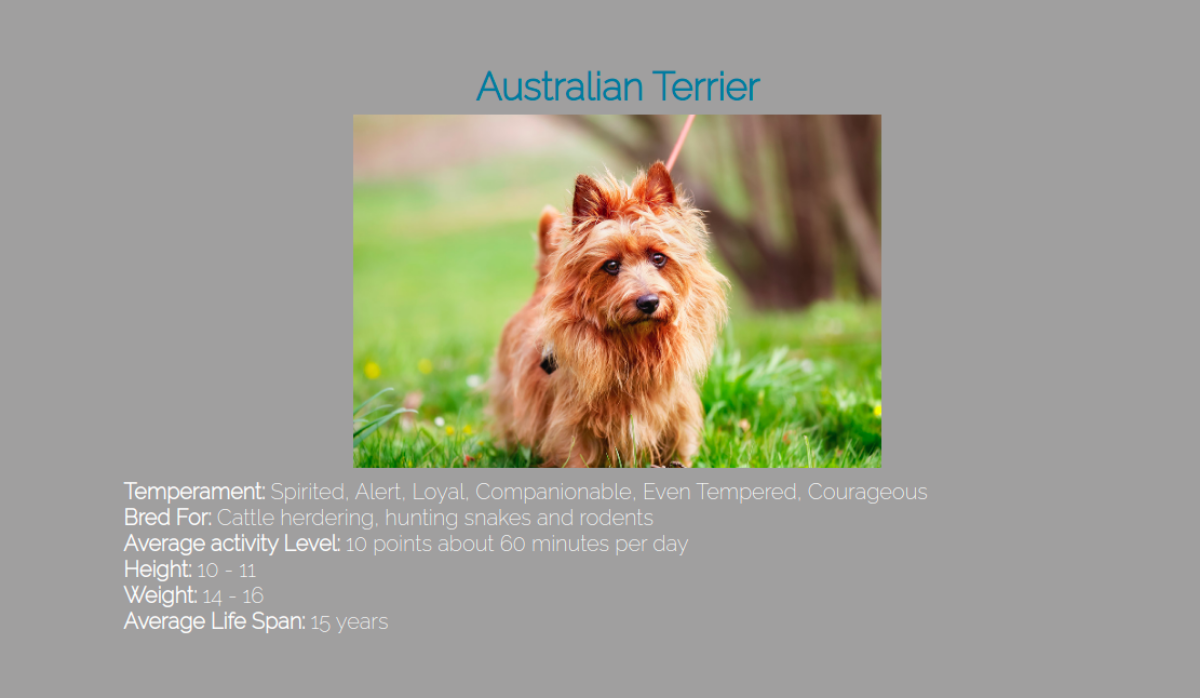 Australian Terrier
Temperament: Spirited, Alert, Loyal, Companionable, Even Tempered, Courageous
Bred For: Cattle herdering, hunting snakes and rodents
Average activity Level: 10 points about 60 minutes per day
Height: 10 - 11
Weight: 14 - 16
Average Life Span: 15 years